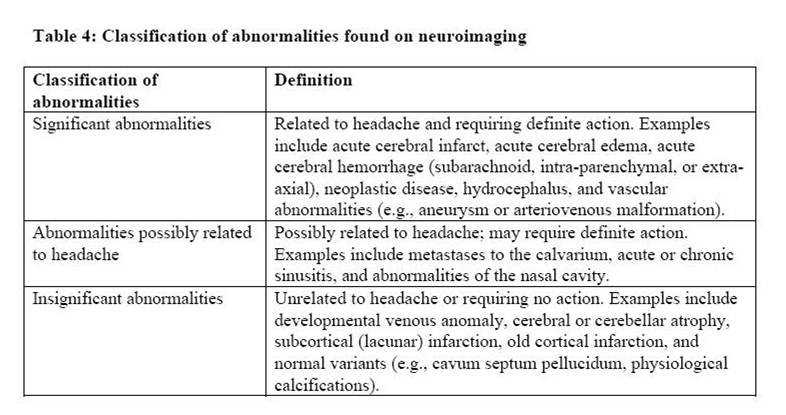 Table 4: Classification of abnormalities found on neuroimaging
Classification of
abnormalities
Definition
Significant abnormalities
Related to headache and requiring definite action. Examples
include acute cerebral infarct, acute cerebral edema, acute
cerebral hemorrhage (subarachnoid, intra-parenchymal, or extra-
axial), neoplastic disease, hydrocephalus, and vascular
abnormalities (e.g., aneurysm or arteriovenous malformation).
Abnormalities possibly related
to headache
Possibly related to headache; may require definite action.
Examples include metastases to the calvarium, acute or chronic
sinusitis, and abnormalities of the nasal cavity.
Insignificant abnormalities
Unrelated to headache or requiring no action. Examples include
developmental venous anomaly, cerebral or cerebellar atrophy,
subcortical (lacunar) infarction, old cortical infarction, and
normal variants (e.g., cavum septum pellucidum, physiological
calcifications).